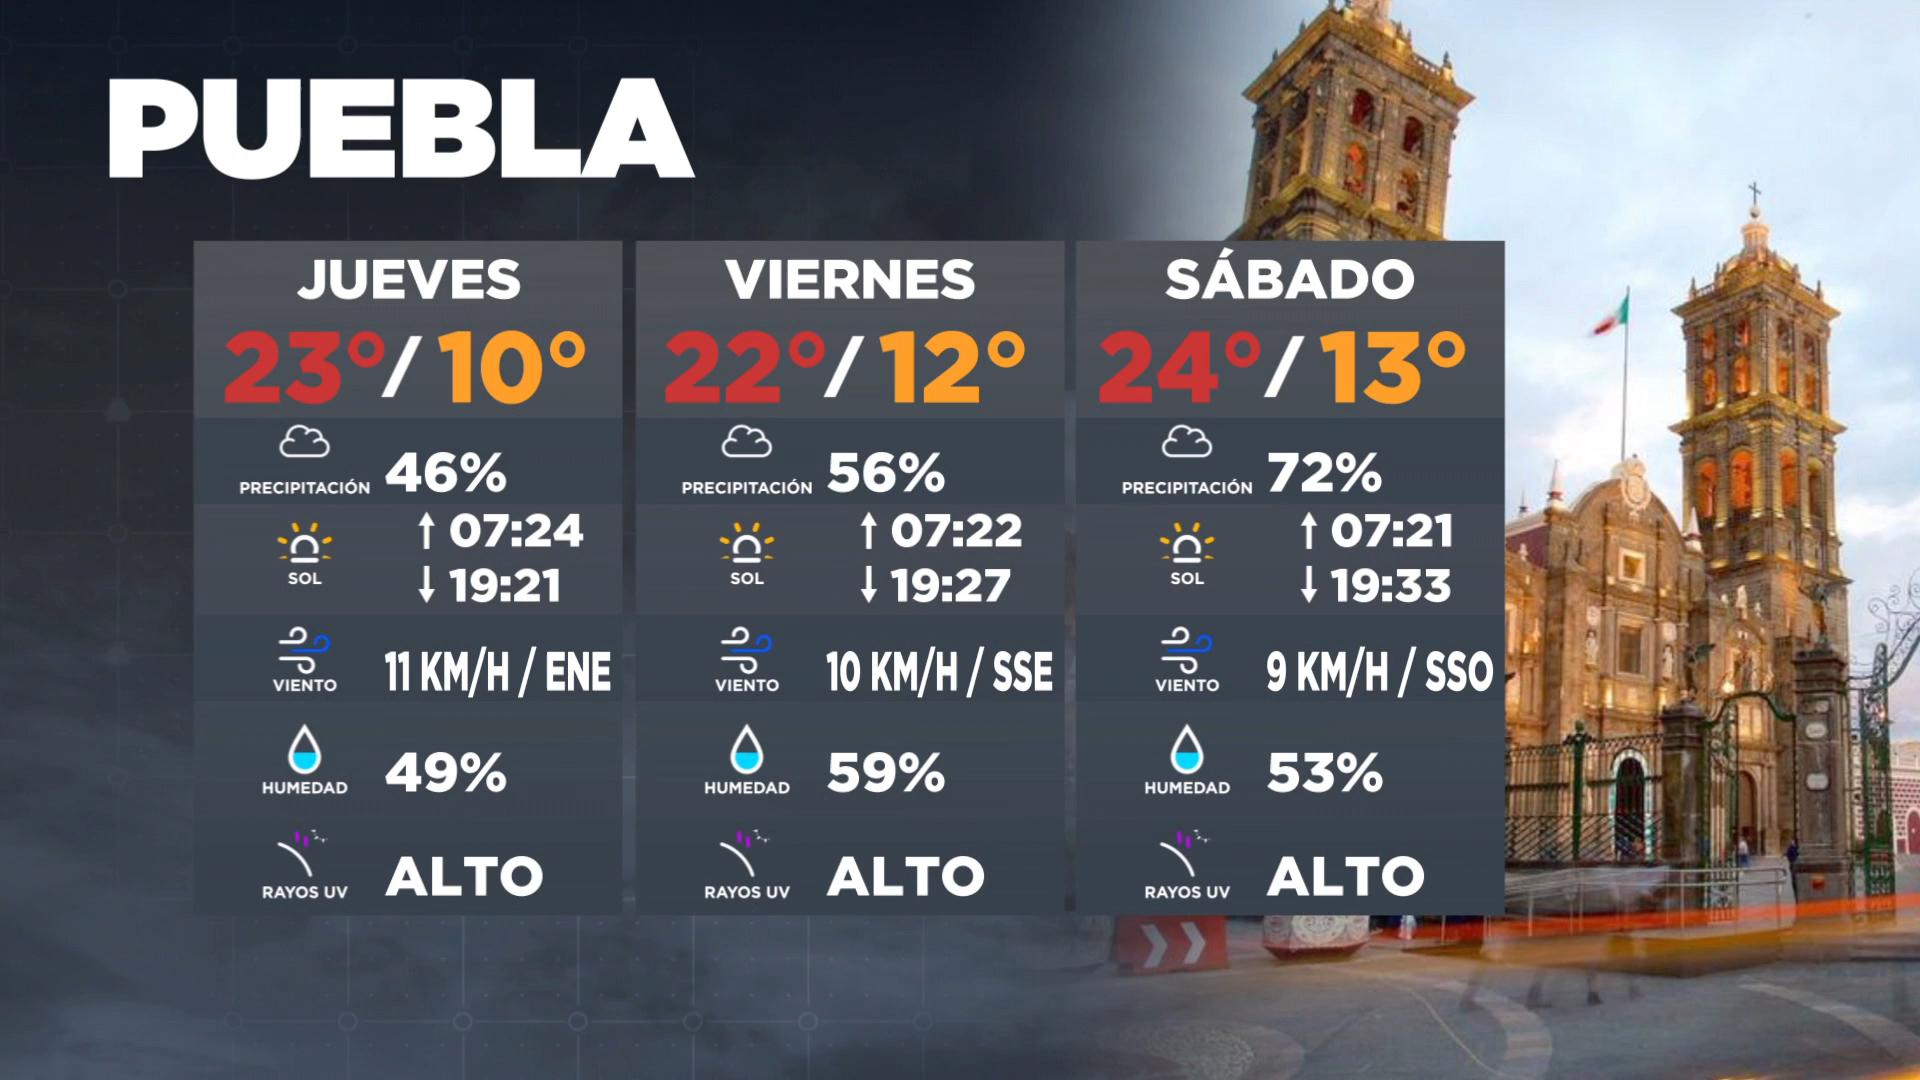 PUEBLA
JUEVES
23°/10°
PRECIPITACIÓN 46%
SOL ↑ 07:24
↓ 19:21
VIENTO 11 KM/H / ENE
HUMEDAD 49%
RAYOS UV ALTO
VIERNES
22°/12°
PRECIPITACIÓN 56%
SOL ↑ 07:22
↓ 19:27
VIENTO 10 KM/H / SSE
HUMEDAD 59%
RAYOS UV ALTO
SÁBADO
24°/13°
PRECIPITACIÓN 72%
SOL ↑ 07:21
↓ 19:33
VIENTO 9 KM/H / SSO
HUMEDAD 53%
RAYOS UV ALTO